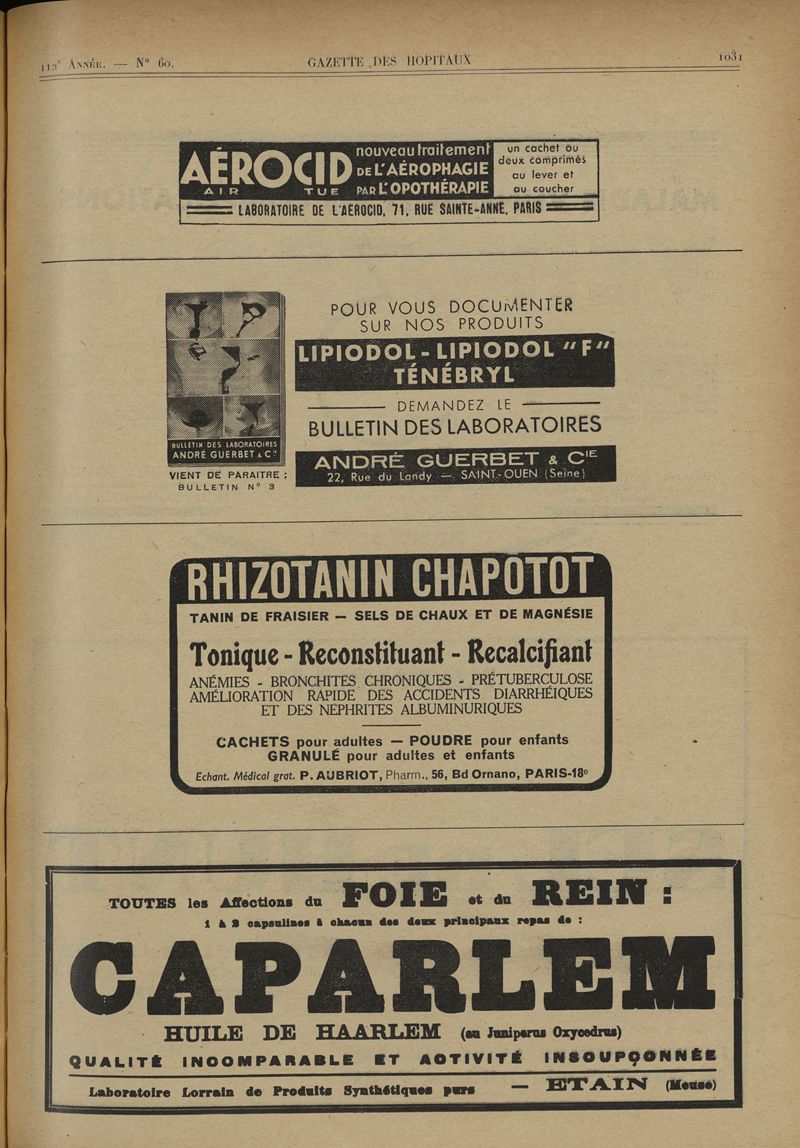 112e Année. — N° 60.
GAZETTE DES HOPITAUX
1031
AÉROCID
AIR TUE
nouveau traitement
DE L'AÉROPHAGIE
PAR L'OPOTHÉRAPIE
un cachet ou
deux comprimés
au lever et
au coucher
LABORATOIRE DE L'AEROCID, 71, RUE SAINTE-ANNE, PARIS
BULLETIN DES LABORATOIRES
ANDRÉ GUERBET & Cie
VIENT DE PARAITRE :
BULLETIN N° 3
POUR VOUS DOCUMENTER
SUR NOS PRODUITS
LIPIODOL - LIPIODOL "F"
TÉNÉBRYL
DEMANDEZ LE
BULLETIN DES LABORATOIRES
ANDRÉ GUERBET & CIE
22, Rue du Landy — SAINT-OUEN (Seine)
RHIZOTANIN CHAPOTOT
TANIN DE FRAISIER — SELS DE CHAUX ET DE MAGNÉSIE
Tonique - Reconstituant - Recalcifiant
ANÉMIES - BRONCHITES CHRONIQUES - PRÉTUBERCULOSE
AMÉLIORATION RAPIDE DES ACCIDENTS DIARRHÉIQUES
ET DES NEPHRITES ALBUMINURIQUES
CACHETS pour adultes — POUDRE pour enfants
GRANULÉ pour adultes et enfants
Echant. Médical grat. P. AUBRIOT, Pharm., 56, Bd Ornano, PARIS-18e
TOUTES les Affections du FOIE et du REIN :
1 à 2 capsulines à chacun des deux principaux repas de :
CAPARLEM
HUILE DE HAARLEM (au Juniperus Oxycedrus)
QUALITÉ INCOMPARABLE ET ACTIVITÉ INSOUPÇONNÉE
Laboratoire Lorrain de Produits Synthétiques purs — ETAIN (Meuse)